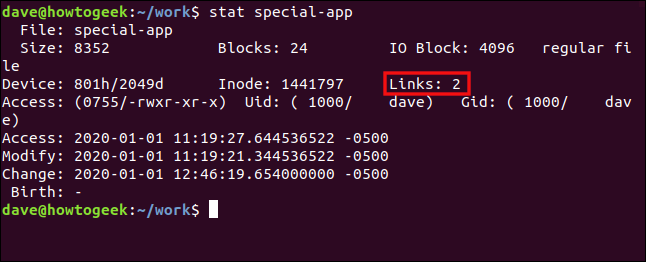 dave@howtogeek:~/work$ stat special-app
  File: special-app
  Size: 8352            Blocks: 24         IO Block: 4096   regular fi
le
Device: 801h/2049d      Inode: 1441797     Links: 2
Access: (0755/-rwxr-xr-x)  Uid: ( 1000/    dave)   Gid: ( 1000/    dav
e)
Access: 2020-01-01 11:19:27.644536522 -0500
Modify: 2020-01-01 11:19:21.344536522 -0500
Change: 2020-01-01 12:46:19.654000000 -0500
 Birth: -
dave@howtogeek:~/work$